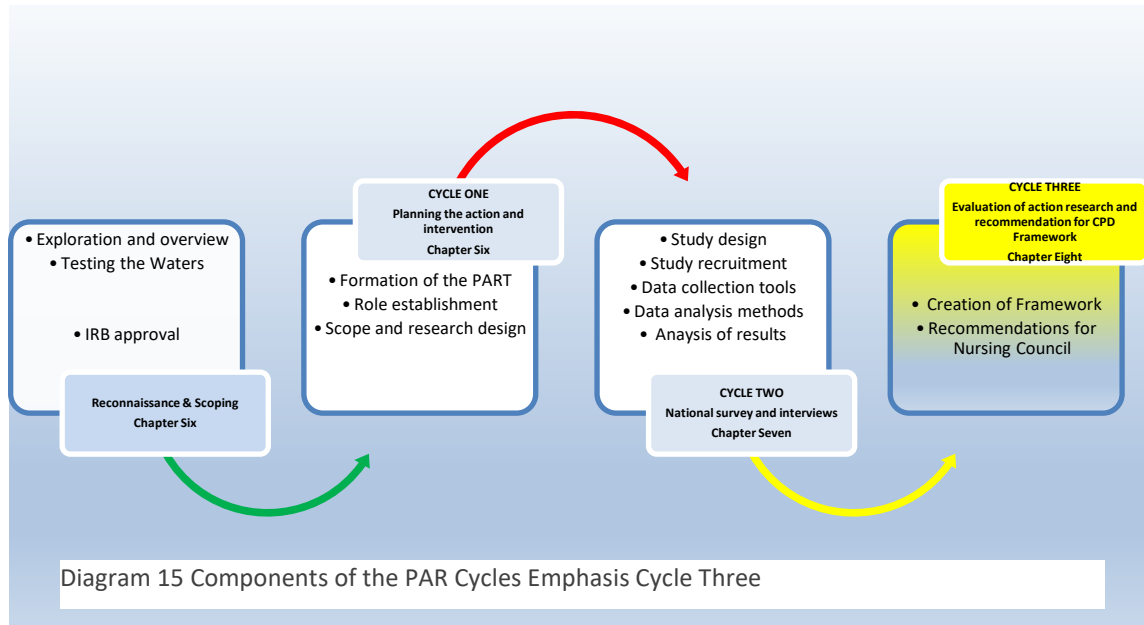 • Exploration and overview
• Testing the Waters
• IRB approval
Reconnaissance & Scoping
Chapter Six
CYCLE ONE
Planning the action and
intervention
Chapter Six
• Formation of the PART
• Role establishment
• Scope and research design
• Study design
• Study recruitment
• Data collection tools
• Data analysis methods
• Anaysis of results
CYCLE TWO
National survey and interviews
Chapter Seven
CYCLE THREE
Evaluation of action research and
recommendation for CPD
Framework
Chapter Eight
• Creation of Framework
• Recommendations for
Nursing Council
Diagram 15 Components of the PAR Cycles Emphasis Cycle Three